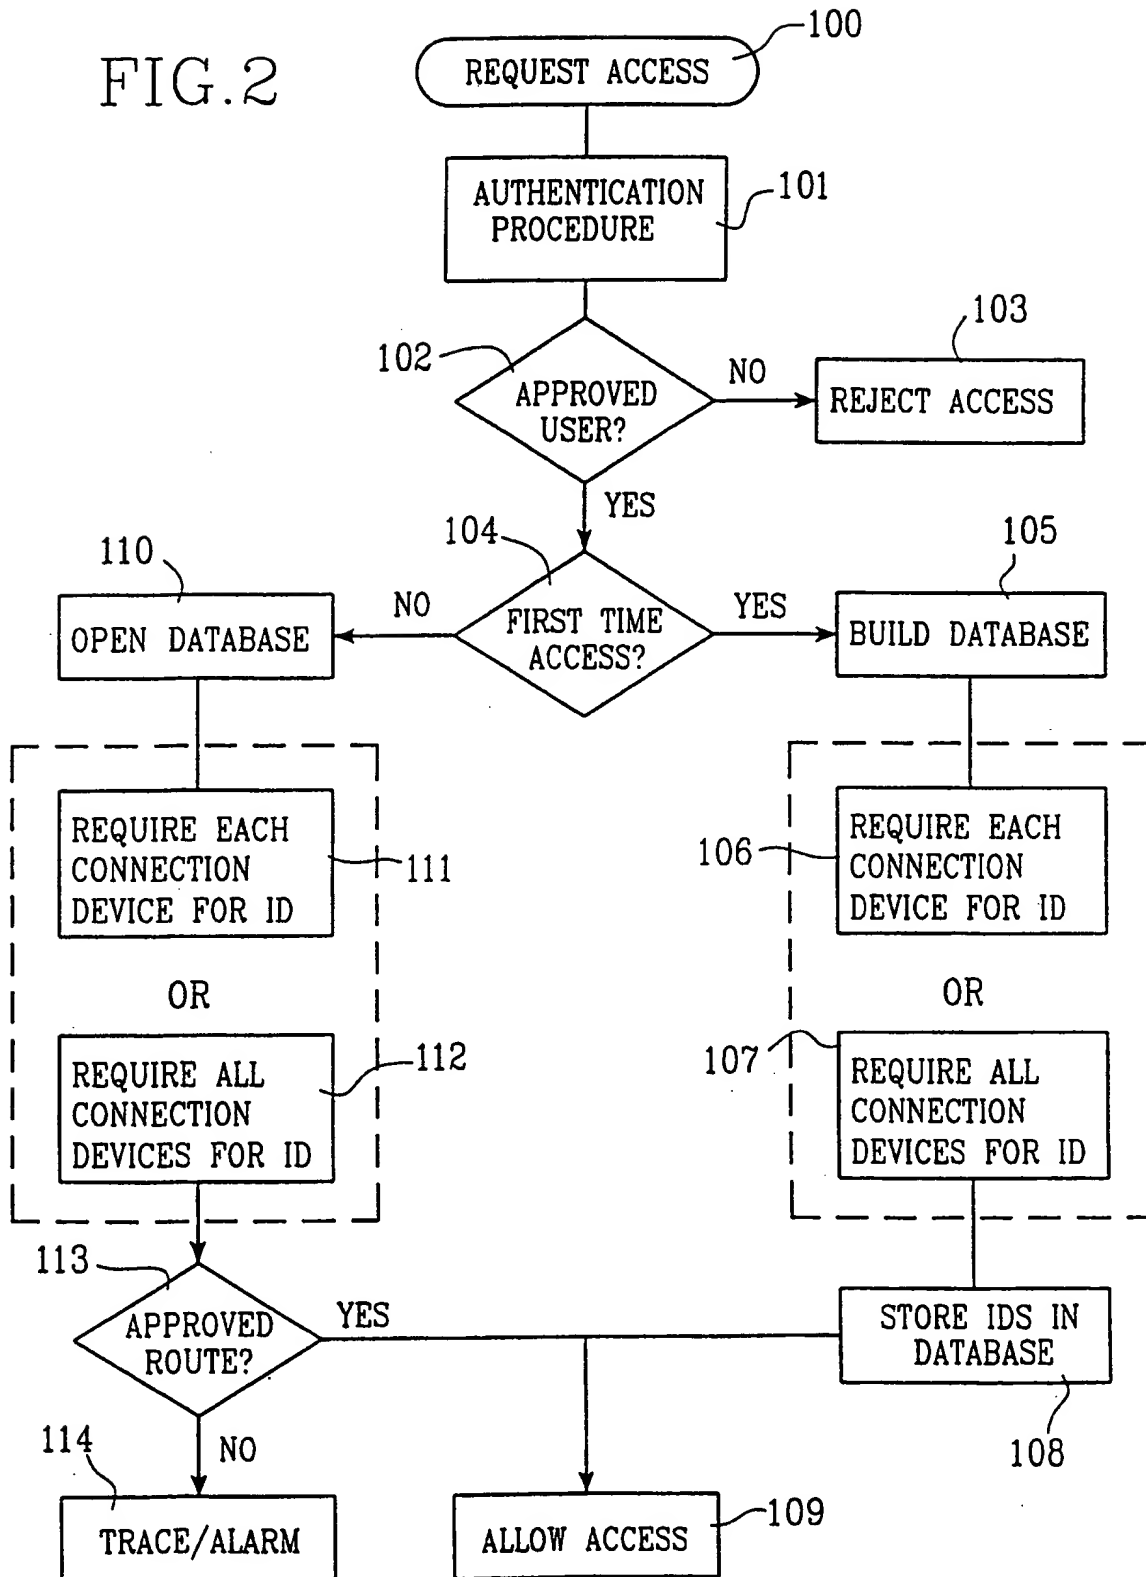 FIG.2
100
REQUEST ACCESS
AUTHENTICATION
PROCEDURE
101
102
APPROVED
USER?
NO
103
REJECT ACCESS
YES
104
FIRST TIME
ACCESS?
NO
YES
110
OPEN DATABASE
105
BUILD DATABASE
REQUIRE EACH
CONNECTION
DEVICE FOR ID
111
OR
REQUIRE ALL
CONNECTION
DEVICES FOR ID
112
106
REQUIRE EACH
CONNECTION
DEVICE FOR ID
OR
107
REQUIRE ALL
CONNECTION
DEVICES FOR ID
113
APPROVED
ROUTE?
YES
STORE IDS IN
DATABASE
108
NO
114
TRACE/ALARM
ALLOW ACCESS
109